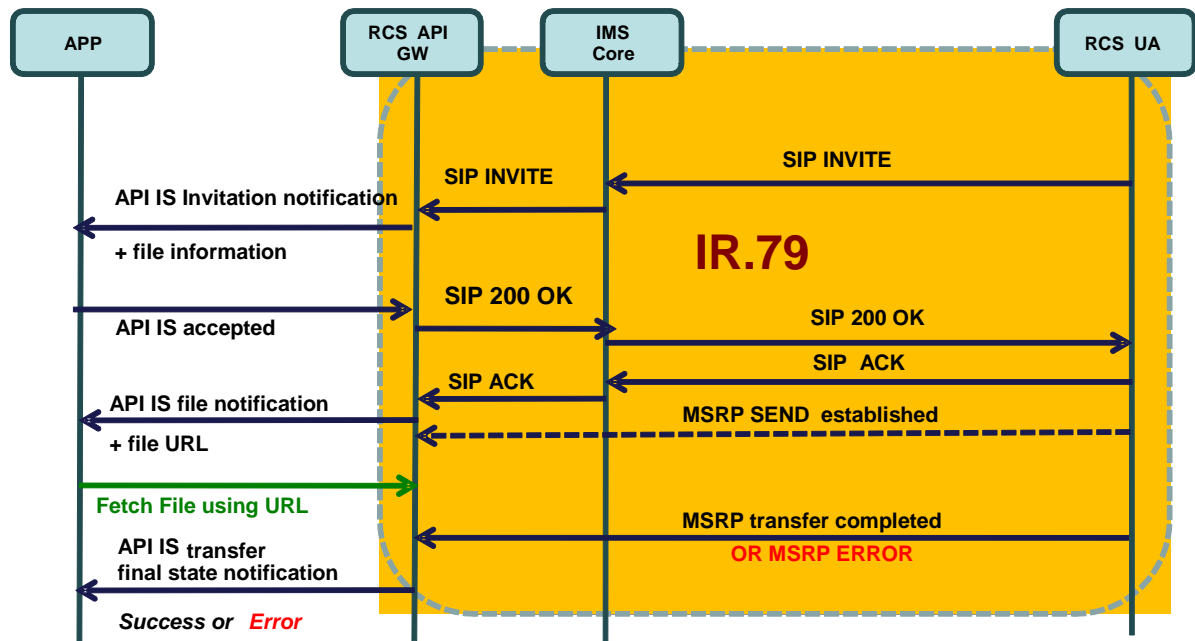 APP
RCS API
GW
IMS
Core
RCS UA
SIP INVITE
SIP INVITE
API IS Invitation notification
+ file information
IR.79
SIP 200 OK
API IS accepted
SIP 200 OK
SIP ACK
SIP ACK
API IS file notification
MSRP SEND established
+ file URL
Fetch File using URL
MSRP transfer completed
OR MSRP ERROR
API IS transfer
final state notification
Success or Error